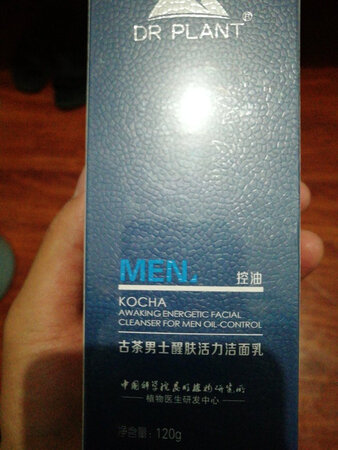 DR PLANT®
MEN.
控油
KOCHA
AWAKING ENERGETIC FACIAL
CLEANSER FOR MEN OIL-CONTROL
古茶男士醒肤活力洁面乳
中国科学院昆明植物研究所
植物医生研发中心
净含量：120g